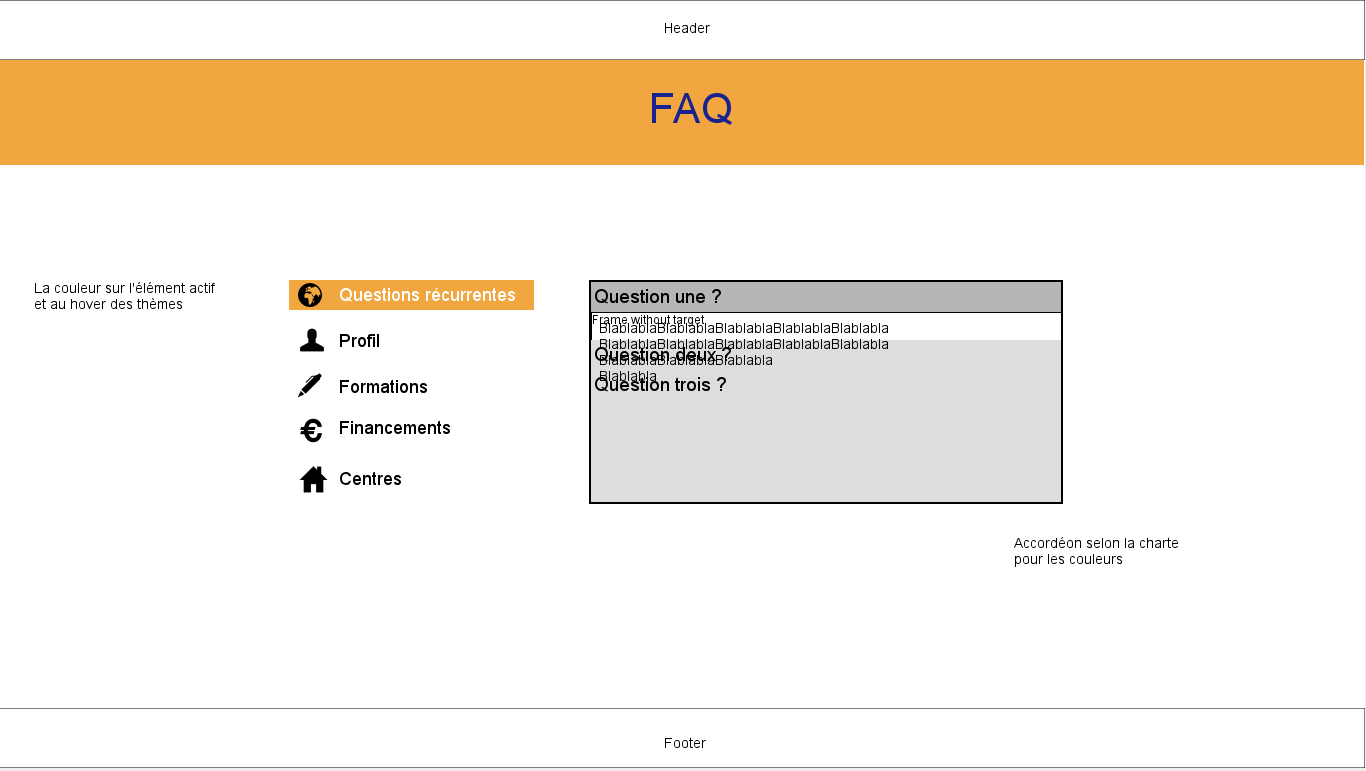 Header
FAQ
La couleur sur l'élément actif
et au hover des thèmes
Questions récurrentes
Profil
Formations
€ Financements
Centres
Question une ?
Frame without target
BlablablaBlablablaBlablablaBlablablaBlablabla
BlablablaBlablablaBlablablaBlablablaBlablabla
Question deux ?
BlablablaBlablablaBlablabla
Blablabla
Question trois ?
Accordéon selon la charte
pour les couleurs
Footer